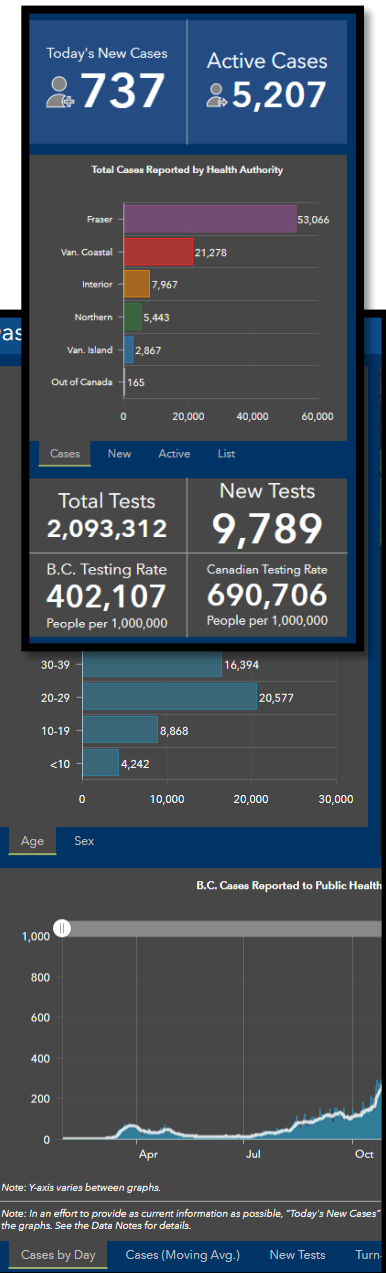 Today's New Cases
737
Active Cases
5,207
Total Cases Reported by Health Authority
Fraser 53,066
Van. Coastal 21,278
Interior 7,967
Northern 5,443
Van. Island 2,867
Out of Canada 165
0 20,000 40,000 60,000
Cases New Active List
Total Tests
2,093,312
New Tests
9,789
B.C. Testing Rate
402,107
People per 1,000,000
Canadian Testing Rate
690,706
People per 1,000,000
30-39 16,394
20-29 20,577
10-19 8,868
<10 4,242
0 10,000 20,000 30,000
Age Sex
B.C. Cases Reported to Public Health
1,000
800
600
400
200
0
Apr Jul Oct
Note: Y-axis varies between graphs.
Note: In an effort to provide as current information as possible, "Today's New Cases"
the graphs. See the Data Notes for details.
Cases by Day Cases (Moving Avg.) New Tests Turn-